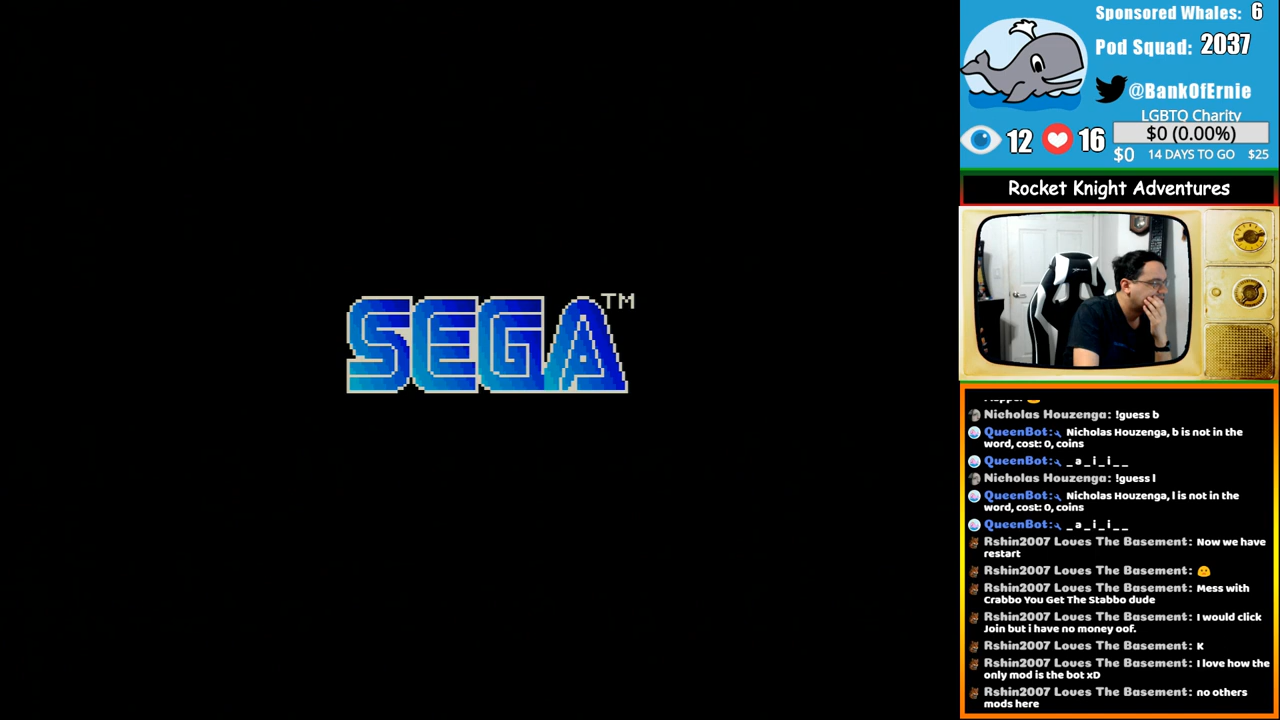 SEGA™
Sponsored Whales: 6
Pod Squad: 2037
@BankOfErnie
LGBTQ Charity
12
16
$0 (0.00%)
$0 14 DAYS TO GO $25
Rocket Knight Adventures
Nicholas Houzenga: !guess b
QueenBot: Nicholas Houzenga, b is not in the
word, cost: 0, coins
QueenBot: _ a _ i _ i _ _
Nicholas Houzenga: !guess l
QueenBot: Nicholas Houzenga, l is not in the
word, cost: 0, coins
QueenBot: _ a _ i _ i _ _
Rshin2007 Loves The Basement: Now we have
restart
Rshin2007 Loves The Basement:
Rshin2007 Loves The Basement: Mess with
Crabbo You Get The Stabbo dude
Rshin2007 Loves The Basement: I would click
Join but i have no money oof.
Rshin2007 Loves The Basement: K
Rshin2007 Loves The Basement: I love how the
only mod is the bot xD
Rshin2007 Loves The Basement: no others
mods here